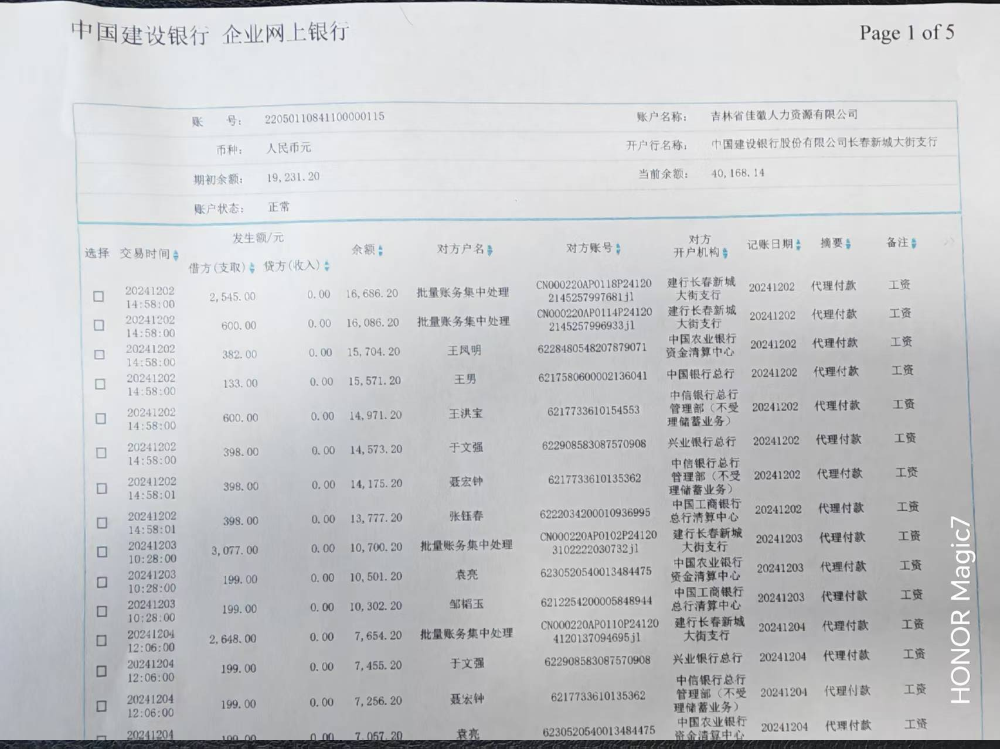 中国建设银行 企业网上银行
Page 1 of 5
账 号: 22050110841100000115 账户名称: 吉林省佳徽人力资源有限公司
币种: 人民币元 开户行名称: 中国建设银行股份有限公司长春新城大街支行
期初余额: 19,231.20 当前余额: 40,168.14
账户状态: 正常
选择 交易时间 发生额/元 借方(支取) 贷方(收入) 余额 对方户名 对方账号 对方开户机构 记账日期 摘要 备注
20241202 14:58:00 2,545.00 0.00 16,686.20 批量账务集中处理 CN000220AP0118P241202145257997681jl 建行长春新城大街支行 20241202 代理付款 工资
20241202 14:58:00 600.00 0.00 16,086.20 批量账务集中处理 CN000220AP0114P241202145257996933jl 建行长春新城大街支行 20241202 代理付款 工资
20241202 14:58:00 382.00 0.00 15,704.20 王凤明 6228480548207879071 中国农业银行资金清算中心 20241202 代理付款 工资
20241202 14:58:00 133.00 0.00 15,571.20 王男 6217580600002136041 中国银行总行 20241202 代理付款 工资
20241202 14:58:00 600.00 0.00 14,971.20 王洪宝 6217733610154553 中信银行总行管理部（不受理储蓄业务） 20241202 代理付款 工资
20241202 14:58:00 398.00 0.00 14,573.20 于文强 622908583087570908 兴业银行总行 20241202 代理付款 工资
20241202 14:58:01 398.00 0.00 14,175.20 聂宏钟 6217733610135362 中信银行总行管理部（不受理储蓄业务） 20241202 代理付款 工资
20241202 14:58:01 398.00 0.00 13,777.20 张钰春 6222034200010936995 中国工商银行总行清算中心 20241202 代理付款 工资
20241203 10:28:00 3,077.00 0.00 10,700.20 批量账务集中处理 CN000220AP0102P241203102222030732jl 建行长春新城大街支行 20241203 代理付款 工资
20241203 10:28:00 199.00 0.00 10,501.20 袁亮 6230520540013484475 中国农业银行资金清算中心 20241203 代理付款 工资
20241203 10:28:00 199.00 0.00 10,302.20 邹韬玉 6212254200005848944 中国工商银行总行清算中心 20241203 代理付款 工资
20241204 12:06:00 2,648.00 0.00 7,654.20 批量账务集中处理 CN000220AP0110P241204120137094695jl 建行长春新城大街支行 20241204 代理付款 工资
20241204 12:06:00 199.00 0.00 7,455.20 于文强 622908583087570908 兴业银行总行 20241204 代理付款 工资
20241204 12:06:00 199.00 0.00 7,256.20 聂宏钟 6217733610135362 中信银行总行管理部（不受理储蓄业务） 20241204 代理付款 工资
20241204 199.00 0.00 7,057.20 袁亮 6230520540013484475 中国农业银行资金清算中心 20241204 代理付款 工资
HONOR Magic7